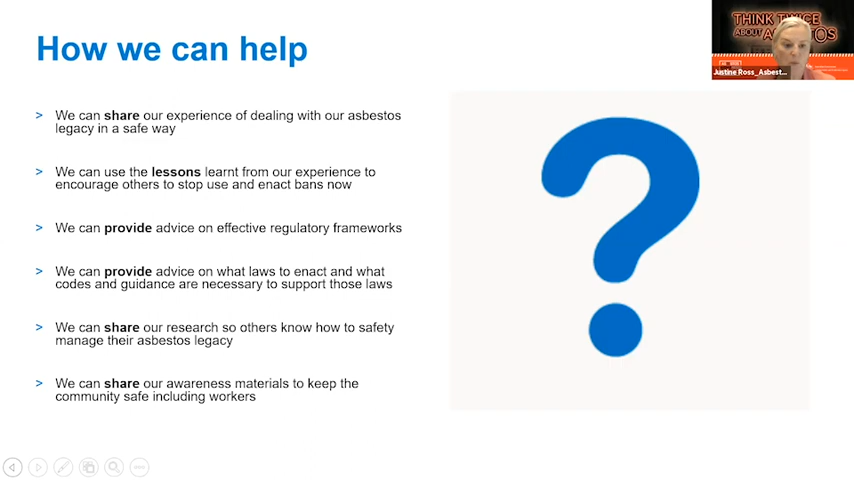 How we can help
THINK TWICE
ABOUT ASBESTOS
Justine Ross_Asbest...
> We can share our experience of dealing with our asbestos
legacy in a safe way
> We can use the lessons learnt from our experience to
encourage others to stop use and enact bans now
> We can provide advice on effective regulatory frameworks
> We can provide advice on what laws to enact and what
codes and guidance are necessary to support those laws
> We can share our research so others know how to safety
manage their asbestos legacy
> We can share our awareness materials to keep the
community safe including workers
?